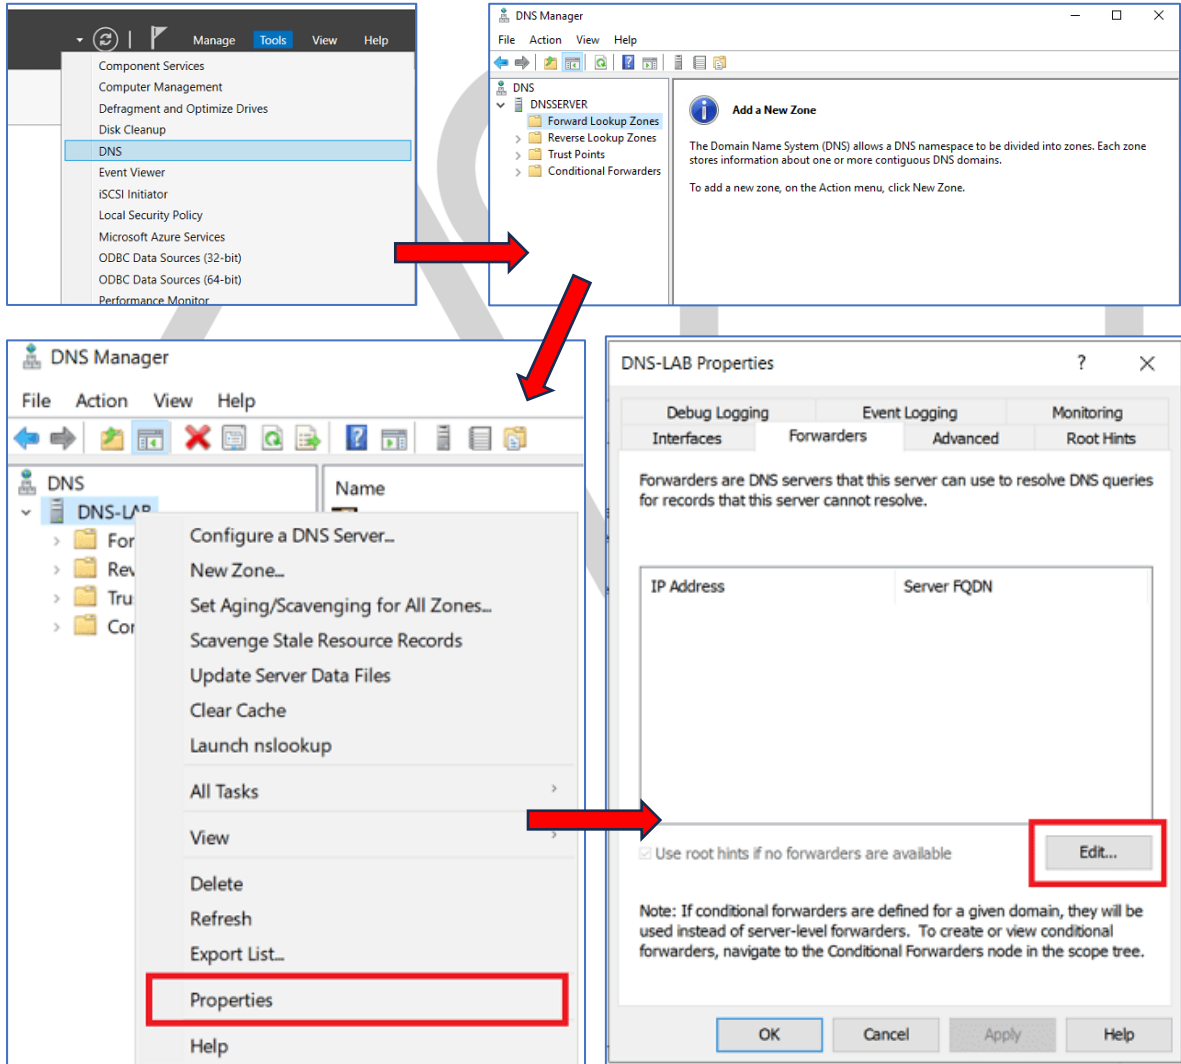 Manage Tools View Help
Component Services
Computer Management
Defragment and Optimize Drives
Disk Cleanup
DNS
Event Viewer
iSCSI Initiator
Local Security Policy
Microsoft Azure Services
ODBC Data Sources (32-bit)
ODBC Data Sources (64-bit)
Performance Monitor
DNS Manager
File Action View Help
DNS
DNSSERVER
Forward Lookup Zones
Reverse Lookup Zones
Trust Points
Conditional Forwarders
Add a New Zone
The Domain Name System (DNS) allows a DNS namespace to be divided into zones. Each zone
stores information about one or more contiguous DNS domains.
To add a new zone, on the Action menu, click New Zone.
DNS Manager
File Action View Help
DNS
DNS-LAB
For
Rev
Tru
Cor
Name
Configure a DNS Server...
New Zone...
Set Aging/Scavenging for All Zones...
Scavenge Stale Resource Records
Update Server Data Files
Clear Cache
Launch nslookup
All Tasks
View
Delete
Refresh
Export List...
Properties
Help
DNS-LAB Properties ?
Debug Logging Event Logging Monitoring
Interfaces Forwarders Advanced Root Hints
Forwarders are DNS servers that this server can use to resolve DNS queries
for records that this server cannot resolve.
IP Address Server FQDN
Use root hints if no forwarders are available
Edit...
Note: If conditional forwarders are defined for a given domain, they will be
used instead of server-level forwarders. To create or view conditional
forwarders, navigate to the Conditional Forwarders node in the scope tree.
OK Cancel Apply Help